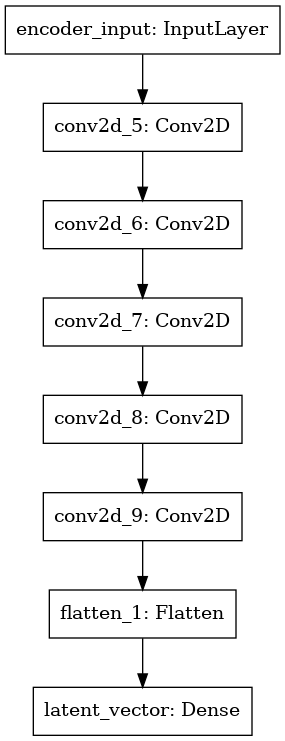 encoder_input: InputLayer
conv2d_5: Conv2D
conv2d_6: Conv2D
conv2d_7: Conv2D
conv2d_8: Conv2D
conv2d_9: Conv2D
flatten_1: Flatten
latent_vector: Dense